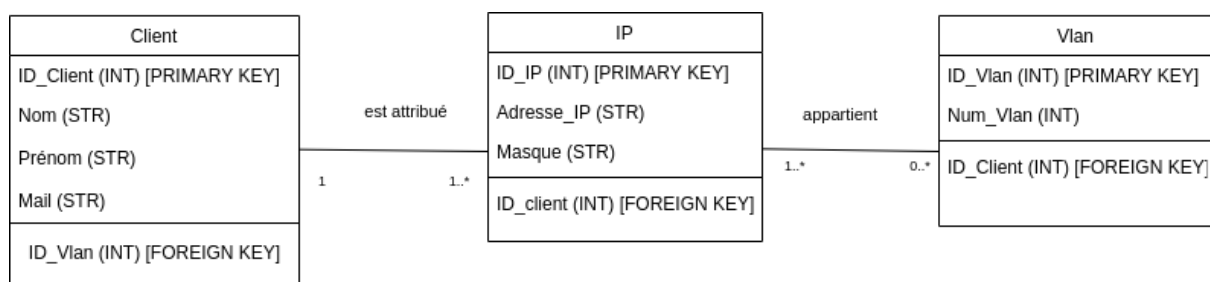 Client
ID_Client (INT) [PRIMARY KEY]
Nom (STR)
Prénom (STR)
Mail (STR)
ID_Vlan (INT) [FOREIGN KEY]
est attribué
1
1..*
IP
ID_IP (INT) [PRIMARY KEY]
Adresse_IP (STR)
Masque (STR)
ID_client (INT) [FOREIGN KEY]
appartient
1..*
0..*
Vlan
ID_Vlan (INT) [PRIMARY KEY]
Num_Vlan (INT)
ID_Client (INT) [FOREIGN KEY]